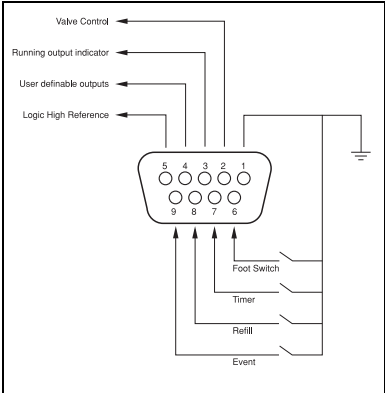 Valve Control
Running output indicator
User definable outputs
Logic High Reference
5 4 3 2 1
9 8 7 6
Foot Switch
Timer
Refill
Event